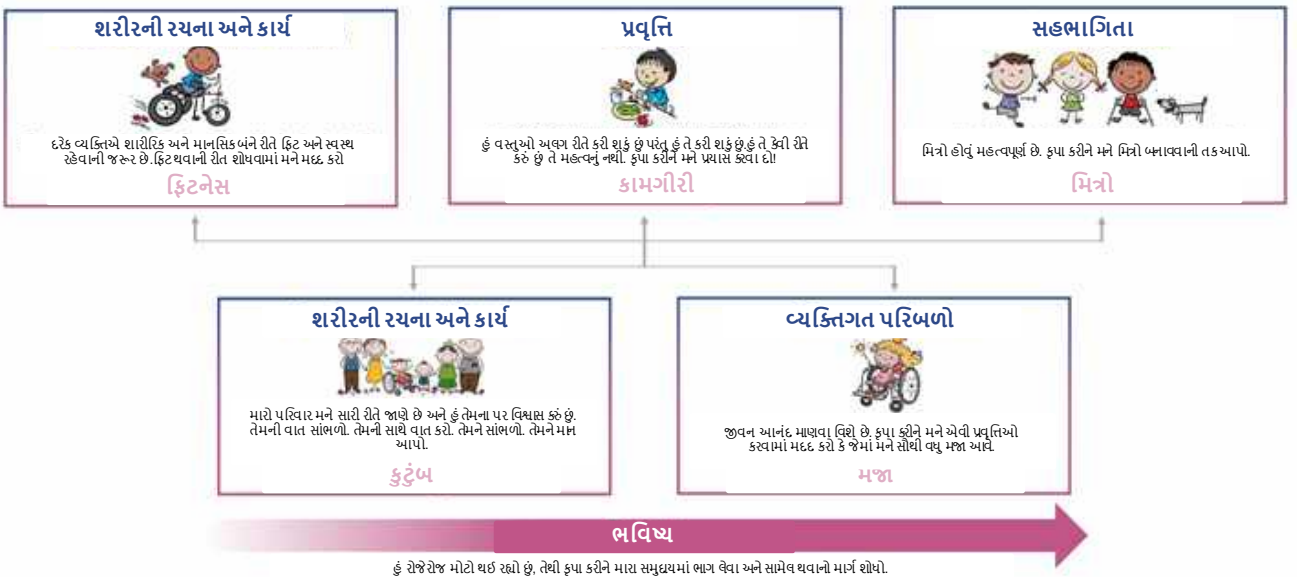 શરીરની રચના અને કાર્ય
દરેક વ્યક્તિએ શારીરિક અને માનસિક બંને રીતે ફિટ અને સ્વસ્થ
રહેવાની જરૂર છે.ફિટ થવાની રીત શોધવામાં મને મદદ કરો
ફિટનેસ
પ્રવૃત્તિ
હું વસ્તુઓ અલગ રીતે કરી શકું છું પરંતુ હું તે કરી શકું છું.હું તે કેવી રીતે
કરું છું તે મહત્વનું નથી. કૃપા કરીને મને પ્રયાસ કરવા દો!
કામગીરી
સહભાગિતા
મિત્રો હોવું મહત્વપૂર્ણ છે. કૃપા કરીને મને મિત્રો બનાવવાની તક આપો.
મિત્રો
શરીરની રચના અને કાર્ય
મારો પરિવાર મને સારી રીતે જાણે છે અને હું તેમના પર વિશ્વાસ કરું છું.
તેમની વાત સાંભળો. તેમની સાથે વાત કરો. તેમને સાંભળો. તેમને માન
આપો.
કુટુંબ
વ્યક્તિગત પરિબળો
જીવન આનંદ માણવા વિશે છે. કૃપા કરીને મને એવી પ્રવૃત્તિઓ
કરવામાં મદદ કરો કે જેમાં મને સૌથી વધુ મજા આવે.
મજા
ભવિષ્ય
હું રોજેરોજ મોટો થઈ રહ્યો છું, તેથી કૃપા કરીને મારા સમુદાયમાં ભાગ લેવા અને સામેલ થવાનો માર્ગ શોધો.